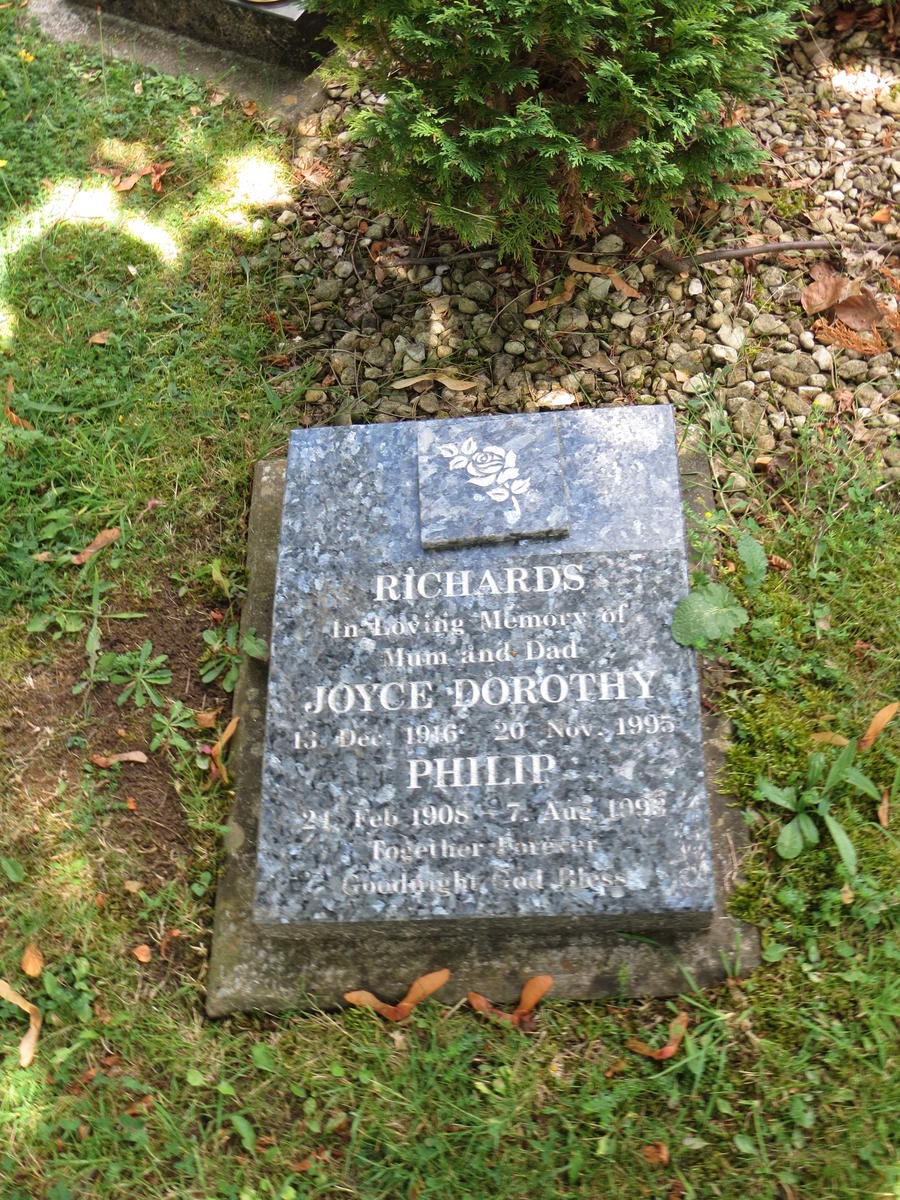 RICHARDS
In Loving Memory of
Mum and Dad
JOYCE DOROTHY
13. Dec. 1916 - 20 Nov. 1995
PHILIP
24. Feb 1908 - 7. Aug
Together Forever
Goodnight God Bless